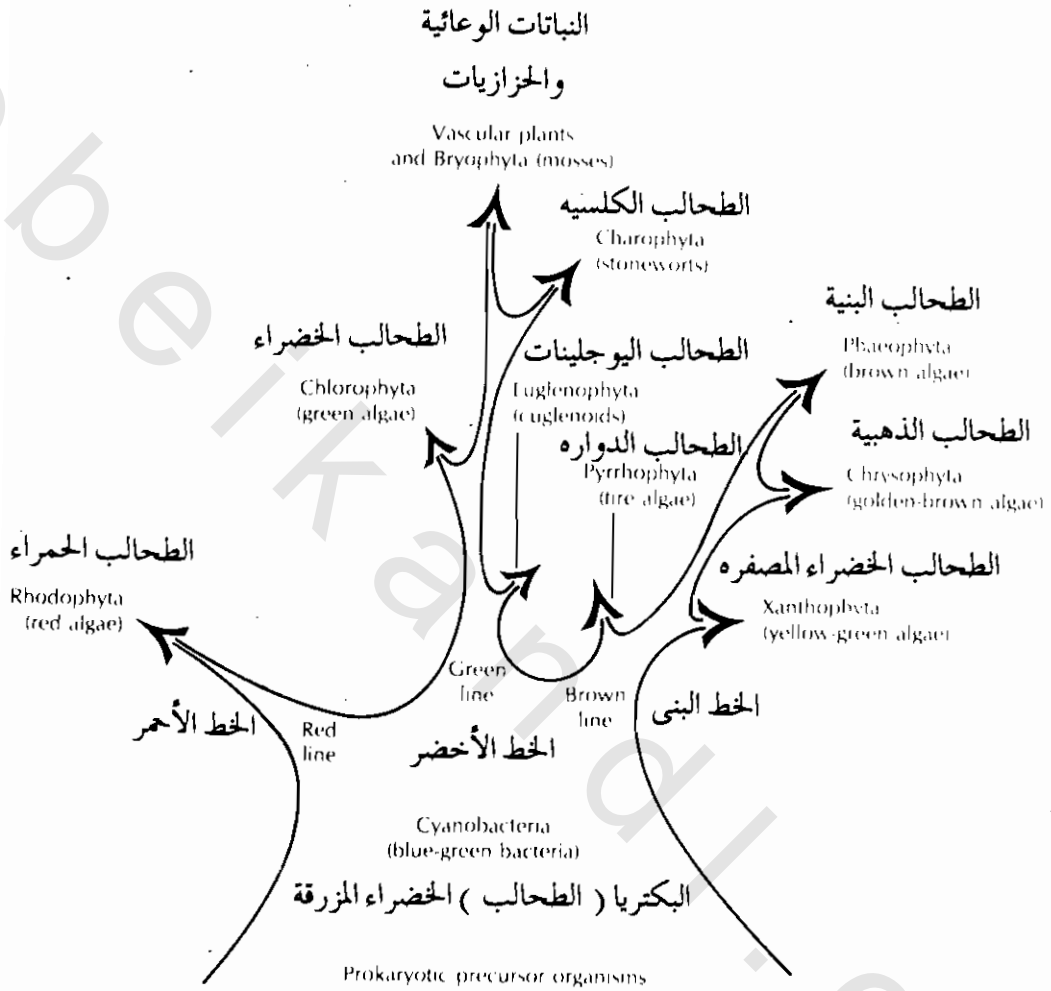 النباتات الوعائية
والحزازيات
Vascular plants
and Bryophyta (mosses)
الطحالب الكلسيه
Charophyta
(stoneworts)
الطحالب البنية
Phaeophyta
(brown algae)
الطحالب الخضراء
Chlorophyta
(green algae)
الطحالب اليوجلينات
Euglenophyta
(euglenoids)
الطحالب الدواره
Pyrrhophyta
(fire algae)
الطحالب الذهبية
Chrysophyta
(golden-brown algae)
الطحالب الحمراء
Rhodophyta
(red algae)
الطحالب الخضراء المصفره
Xanthophyta
(yellow-green algae)
الخط الأحمر
Red
line
Green
line
الخط الأخضر
Brown
line
الخط البنى
Cyanobacteria
(blue-green bacteria)
البكتريا ( الطحالب ) الخضراء المزرقة
Prokaryotic precursor organisms
beikandl.